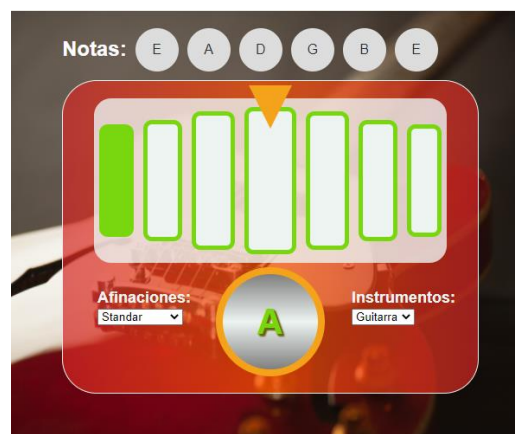 Notas: E A D G B E
Afinaciones: Instrumentos:
Standar Guitarra
A